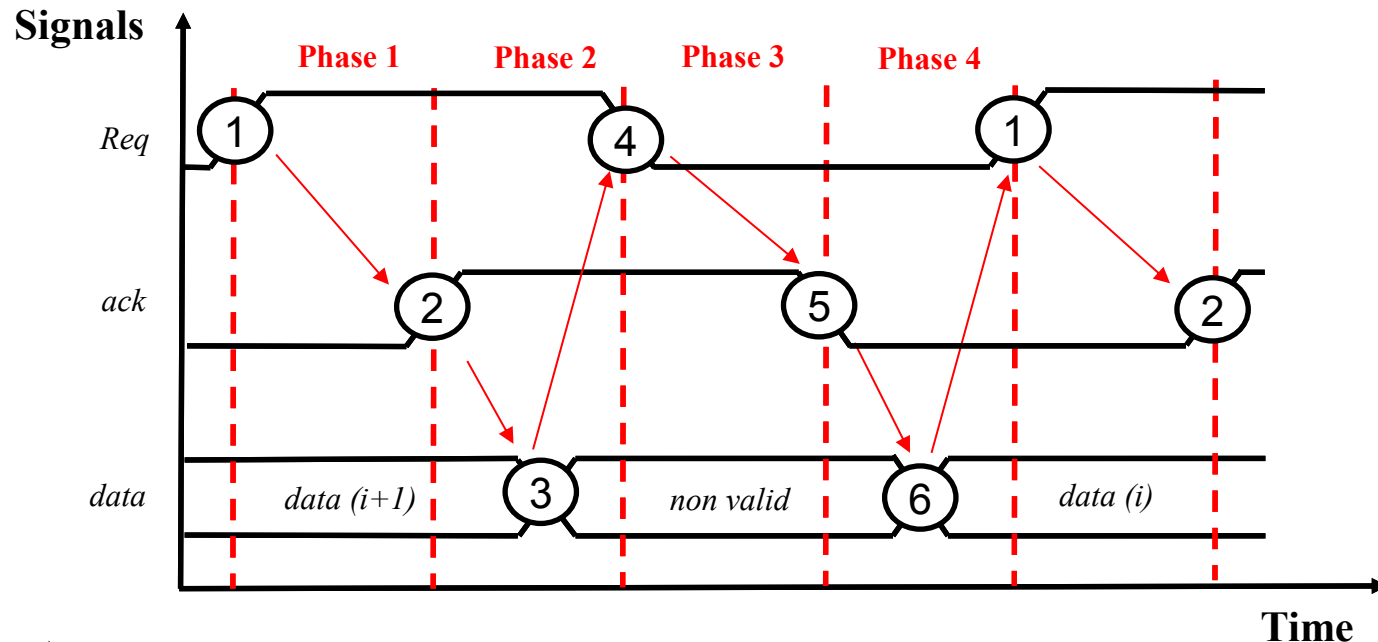 Signals
Phase 1 Phase 2 Phase 3 Phase 4
Req 1 4 1
ack 2 5 2
data data (i+1) 3 non valid 6 data (i)
Time